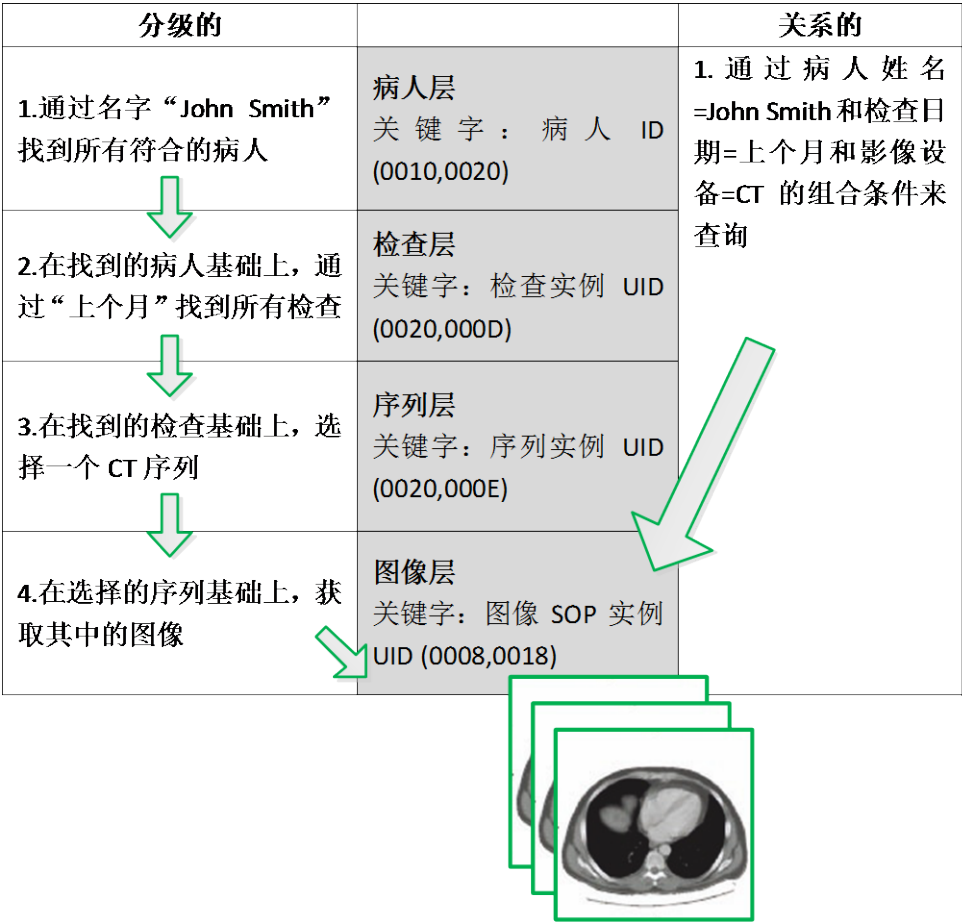 分级的
关系的
1.通过名字“John Smith”
找到所有符合的病人
病人层
关键字：病人 ID
(0010,0020)
1.通过病人姓名
=John Smith 和检查日
期=上个月和影像设
备=CT 的组合条件来
查询
2.在找到的病人基础上，通
过“上个月”找到所有检查
检查层
关键字：检查实例 UID
(0020,000D)
3.在找到的检查基础上，选
择一个 CT 序列
序列层
关键字：序列实例 UID
(0020,000E)
4.在选择的序列基础上，获
取其中的图像
图像层
关键字：图像 SOP 实例
UID (0008,0018)